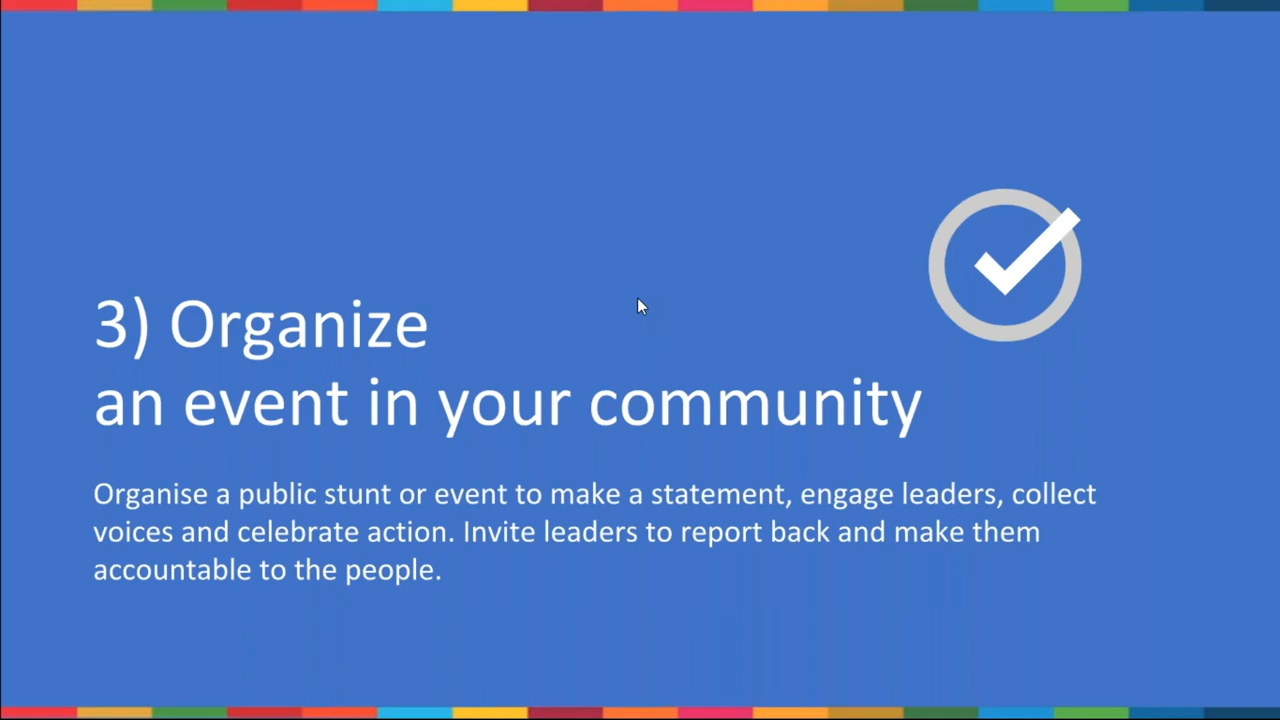 3) Organize
an event in your community
Organise a public stunt or event to make a statement, engage leaders, collect
voices and celebrate action. Invite leaders to report back and make them
accountable to the people.